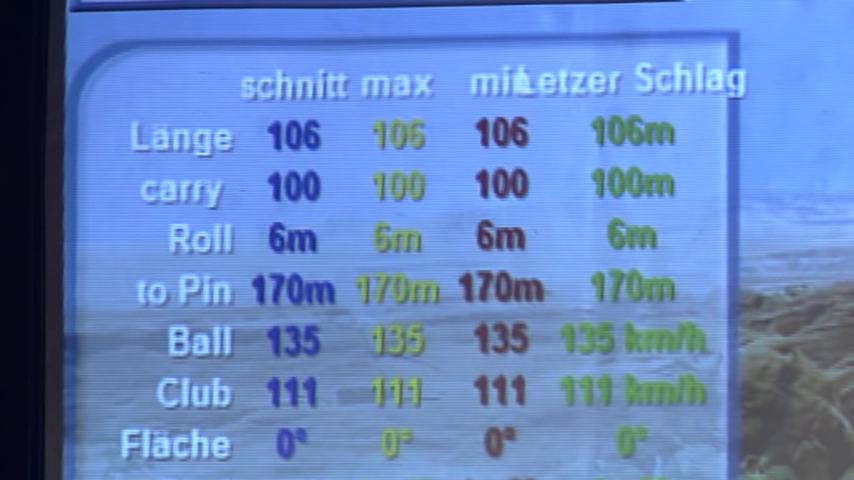 schnitt max min Letzer Schlag
Länge 106 106 106 106m
carry 100 100 100 100m
Roll 6m 6m 6m 6m
to Pin 170m 170m 170m 170m
Ball 135 135 135 135 km/h
Club 111 111 111 111 km/h
Fläche 0° 0° 0° 0°